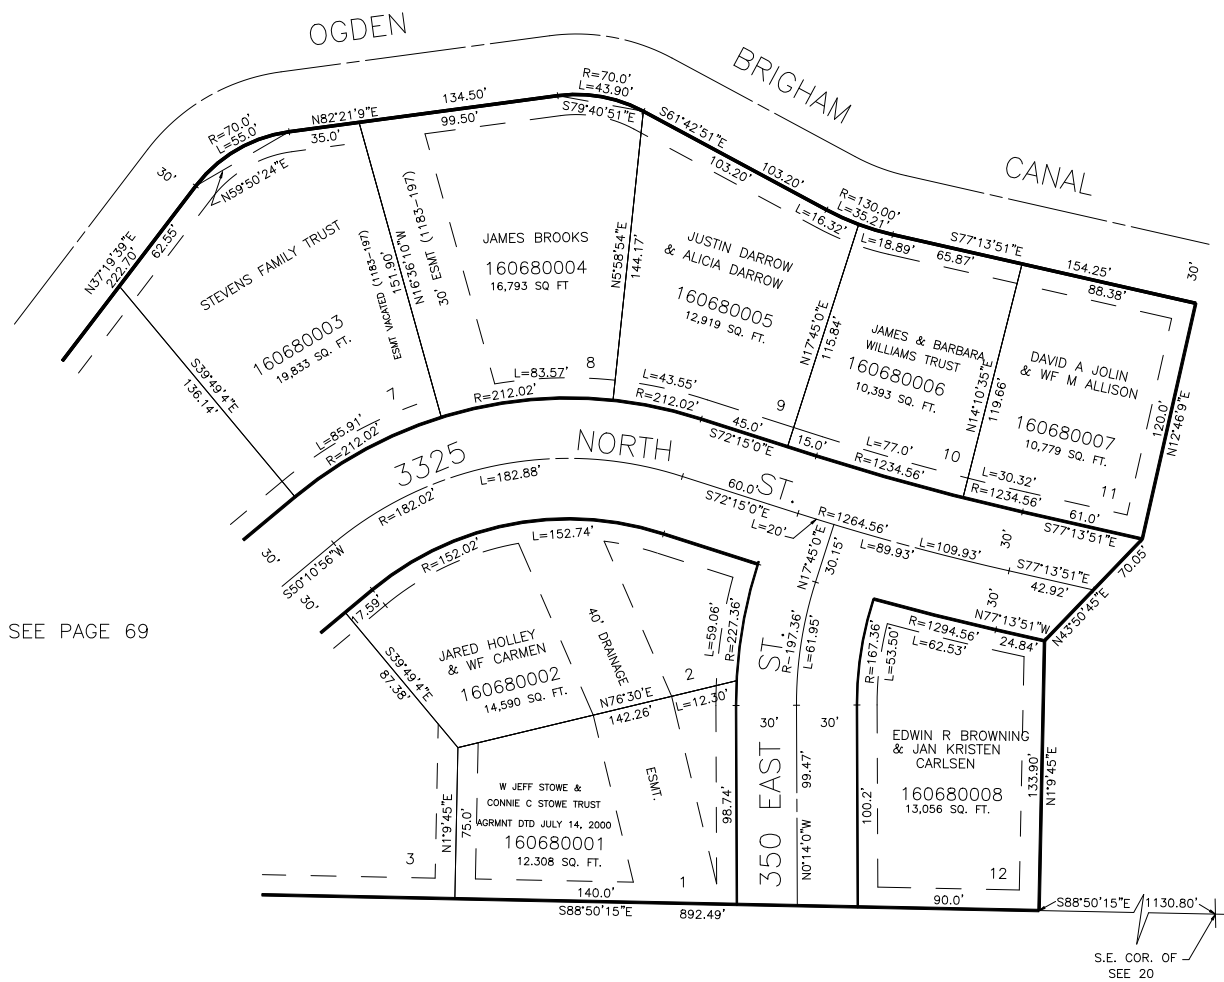 OGDEN
BRIGHAM
CANAL
R=70.0'
L=55.0'
N82°21'9"E
35.0'
134.50'
99.50'
R=70.0'
L=43.90'
S79°40'51"E
S61°42'51"E
103.20'
103.20'
R=130.00'
L=35.21'
L=16.32'
L=18.89'
S77°13'51"E
65.87'
154.25'
88.38'
30'
30'
N59°50'24"E
N37°19'39"E
222.70'
62.55'
STEVENS FAMILY TRUST
160680003
19,833 SQ. FT.
7
S39°49'4"E
136.14'
L=85.91'
R=212.02'
ESMT VACATED (1183-197)
151.90'
N16°36'10"W
30' ESMT (1183-197)
JAMES BROOKS
160680004
16,793 SQ FT
8
L=83.57'
R=212.02'
N5°58'54"E
144.17'
JUSTIN DARROW
& ALICIA DARROW
160680005
12,919 SQ. FT.
9
L=43.55'
R=212.02'
45.0'
S72°15'0"E
15.0'
N17°45'0"E
115.84'
JAMES & BARBARA
WILLIAMS TRUST
160680006
10,393 SQ. FT.
10
L=77.0'
R=1234.56'
N14°10'35"E
119.66'
DAVID A JOLIN
& WF M ALLISON
160680007
10,779 SQ. FT.
11
L=30.32'
R=1234.56'
61.0'
S77°13'51"E
120.0'
N12°46'9"E
3325
NORTH
ST.
R=182.02'
L=182.88'
60.0'
S72°15'0"E
L=20'
R=1264.56'
L=89.93'
L=109.93'
30'
S77°13'51"E
42.92'
70.05'
N43°50'45"E
30'
S50°10'56"W
30'
17.59'
R=152.02'
L=152.74'
N17°45'0"E
30.15'
30'
N77°13'51"W
24.84'
R=1294.56'
L=62.53'
SEE PAGE 69
S39°49'4"E
87.38'
JARED HOLLEY
& WF CARMEN
160680002
14,590 SQ. FT.
2
40' DRAINAGE
ESMT.
L=59.06'
R=227.36'
N76°30'E
142.26'
L=12.30'
350 EAST
ST.
R-197.36'
L=61.95'
R=167.36'
L=53.50'
30'
30'
99.47'
N0°14'0"W
98.74'
100.2'
W JEFF STOWE &
CONNIE C STOWE TRUST
AGRMNT DTD JULY 14, 2000
160680001
12.308 SQ. FT.
1
N1°9'45"E
75.0'
3
EDWIN R BROWNING
& JAN KRISTEN
CARLSEN
160680008
13,056 SQ. FT.
12
133.90'
N1°9'45"E
140.0'
S88°50'15"E
892.49'
90.0'
S88°50'15"E
1130.80'
S.E. COR. OF
SEE 20